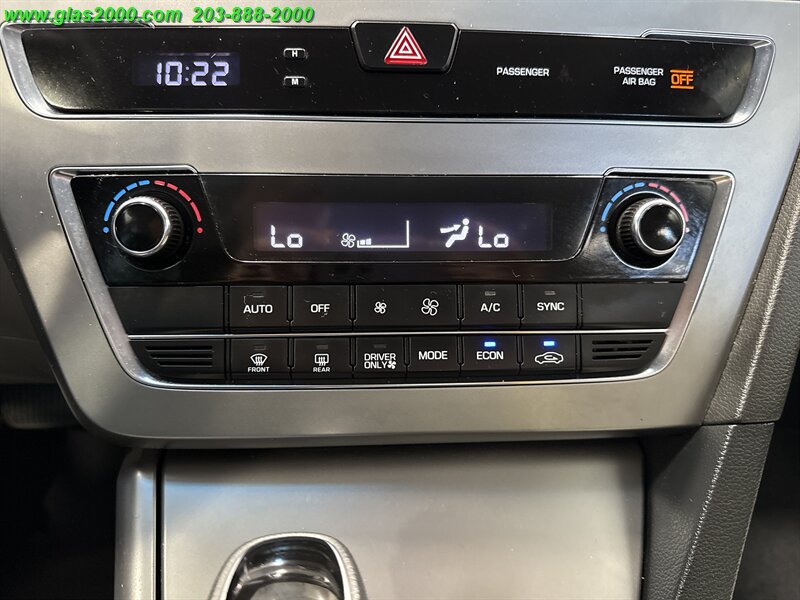 www.glas2000.com 203-888-2000
10:22
H
M
PASSENGER
PASSENGER
AIR BAG OFF
Lo
Lo
AUTO OFF A/C SYNC
FRONT REAR DRIVER ONLY MODE ECON